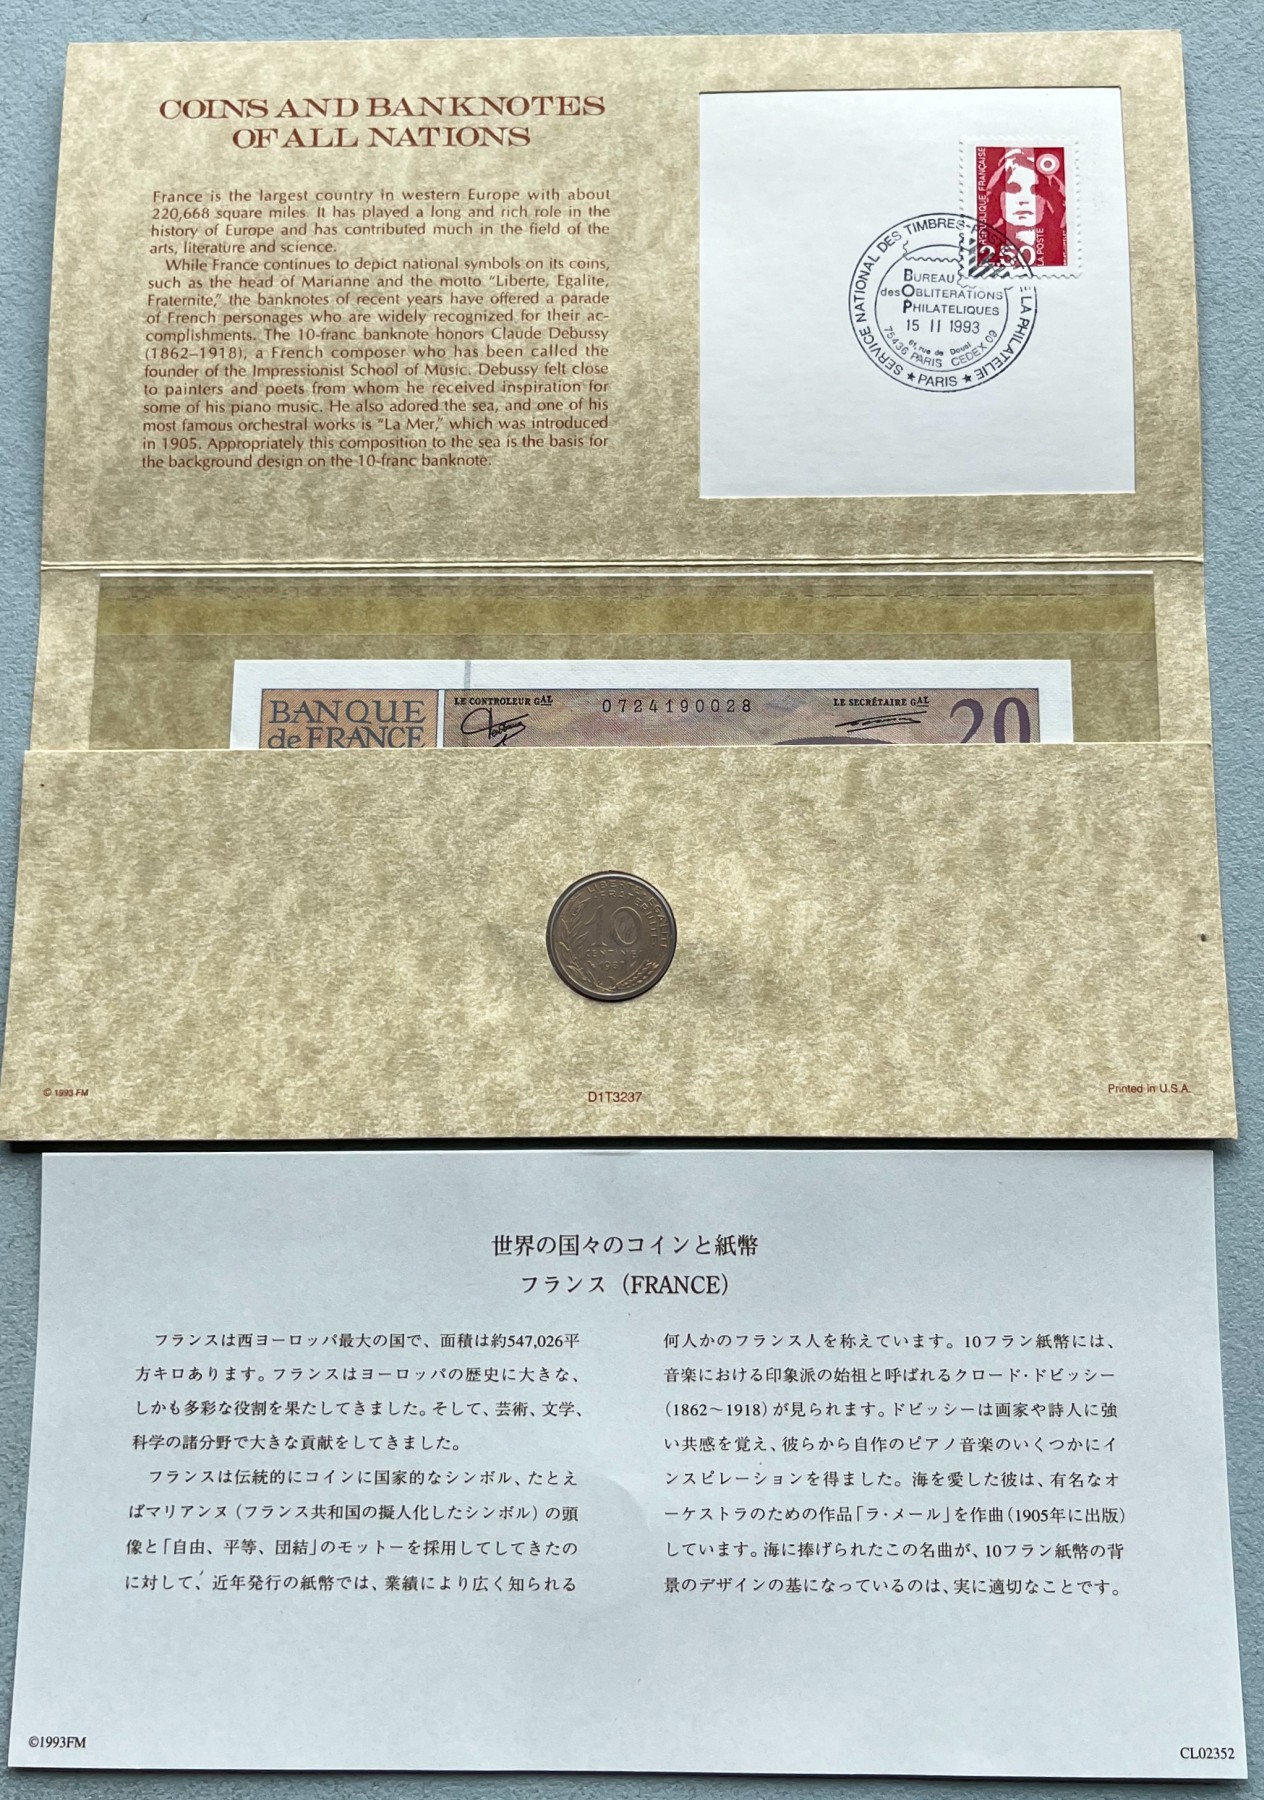 COINS AND BANKNOTES
OF ALL NATIONS
France is the largest country in western Europe with about
220,668 square miles. It has played a long and rich role in the
history of Europe and has contributed much in the field of the
arts, literature and science.
While France continues to depict national symbols on its coins,
such as the head of Marianne and the motto "Liberte, Egalite,
Fraternite," the banknotes of recent years have offered a parade
of French personages who are widely recognized for their ac-
complishments. The 10-franc banknote honors Claude Debussy
(1862–1918), a French composer who has been called the
founder of the Impressionist School of Music. Debussy felt close
to painters and poets from whom he received inspiration for
some of his piano music. He also adored the sea, and one of his
most famous orchestral works is "La Mer," which was introduced
in 1905. Appropriately this composition to the sea is the basis for
the background design on the 10-franc banknote.
REPUBLIQUE FRANÇAISE
2,50
LA POSTE
SERVICE NATIONAL DES TIMBRES-POSTE LA PHILATELIE
BUREAU
des OBLITERATIONS
PHILATELIQUES
15 11 1993
61, rue de Douai
75436 PARIS CEDEX 09
★ PARIS ★
BANQUE
de FRANCE
LE CONTROLEUR GAL
0724190028
LE SECRÉTAIRE GAL
20
LIBERTE·EGALITE
FRATERNITE
10
CENTIMES
© 1993 FM
D1T3237
Printed in U.S.A.
世界の国々のコインと紙幣
フランス（FRANCE）
フランスは西ヨーロッパ最大の国で、面積は約547,026平
方キロあります。フランスはヨーロッパの歴史に大きな、
しかも多彩な役割を果たしてきました。そして、芸術、文学、
科学の諸分野で大きな貢献をしてきました。
フランスは伝統的にコインに国家的なシンボル、たとえ
ばマリアンヌ（フランス共和国の擬人化したシンボル）の頭
像と「自由、平等、団結」のモットーを採用してしてきたの
に対して、近年発行の紙幣では、業績により広く知られる
何人かのフランス人を称えています。10フラン紙幣には、
音楽における印象派の始祖と呼ばれるクロード・ドビッシー
（1862～1918）が見られます。ドビッシーは画家や詩人に強
い共感を覚え、彼らから自作のピアノ音楽のいくつかにイ
ンスピレーションを得ました。海を愛した彼は、有名なオ
ーケストラのための作品「ラ・メール」を作曲（1905年に出版）
しています。海に捧げられたこの名曲が、10フラン紙幣の背
景のデザインの基になっているのは、実に適切なことです。
©1993FM
CL02352